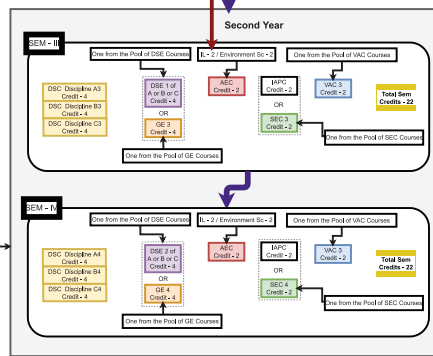 Second Year
SEM - III
One from the Pool of DSE Courses
IL - 2 / Environment Sc - 2
One from the Pool of VAC Courses
DSC Discipline A3
Credit - 4
DSC Discipline B3
Credit - 4
DSC Discipline C3
Credit - 4
DSE 1 of
A or B or C
Credit - 4
OR
GE 3
Credit - 4
One from the Pool of GE Courses
AEC
Credit - 2
IAPC
Credit - 2
OR
SEC 3
Credit - 2
VAC 3
Credit - 2
One from the Pool of SEC Courses
Total Sem
Credits - 22
SEM - IV
One from the Pool of DSE Courses
IL - 2 / Environment Sc - 2
One from the Pool of VAC Courses
DSC Discipline A4
Credit - 4
DSC Discipline B4
Credit - 4
DSC Discipline C4
Credit - 4
DSE 2 of
A or B or C
Credit - 4
OR
GE 4
Credit - 4
One from the Pool of GE Courses
AEC
Credit - 2
IAPC
Credit - 2
OR
SEC 4
Credit - 2
VAC 3
Credit - 2
One from the Pool of SEC Courses
Total Sem
Credits - 22